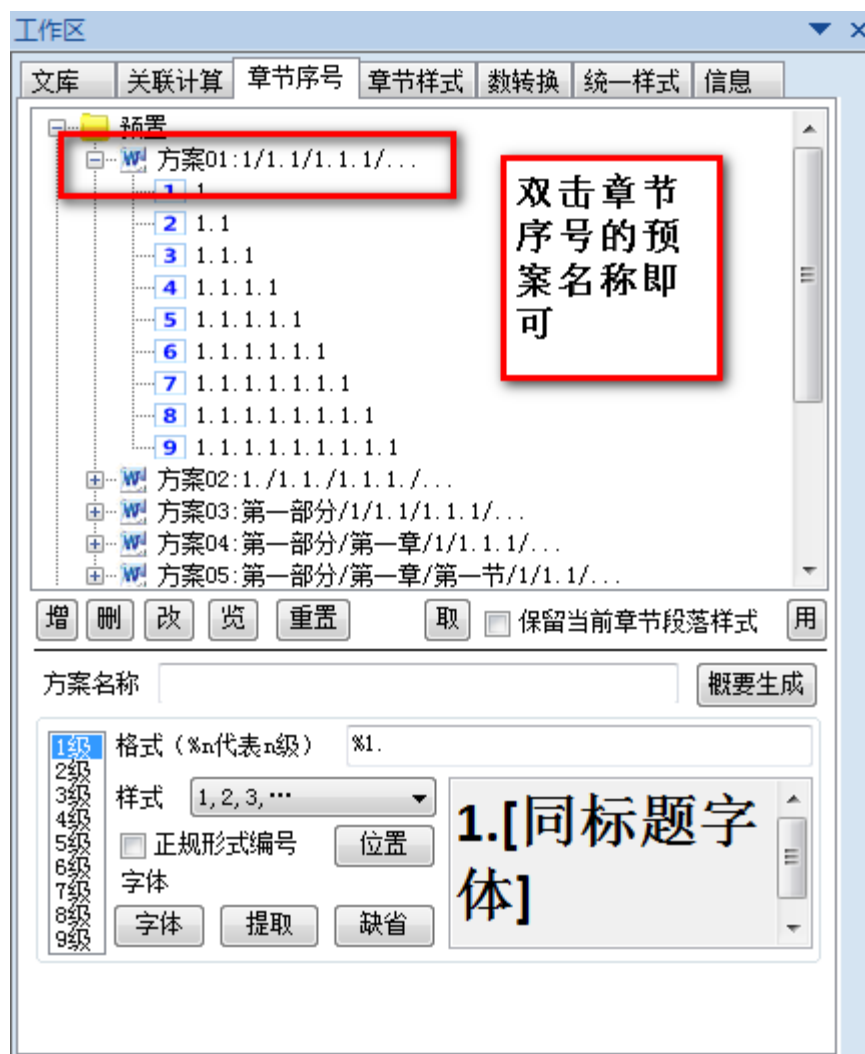 工作区
文库 关联计算 章节序号 章节样式 数转换 统一样式 信息
预置
方案01:1/1.1/1.1.1/...
1 1
2 1.1
3 1.1.1
4 1.1.1.1
5 1.1.1.1.1
6 1.1.1.1.1.1
7 1.1.1.1.1.1.1
8 1.1.1.1.1.1.1.1
9 1.1.1.1.1.1.1.1.1
方案02:1./1.1./1.1.1./...
方案03:第一部分/1/1.1/1.1.1/...
方案04:第一部分/第一章/1/1.1.1/...
方案05:第一部分/第一章/第一节/1/1.1/...
双击章节
序号的预
案名称即
可
增 删 改 览 重置 取 保留当前章节段落样式 用
方案名称 概要生成
1级
2级
3级
4级
5级
6级
7级
8级
9级
格式（%n代表n级） %1.
样式 1,2,3,…
正规形式编号 位置
字体
字体 提取 缺省
1.[同标题字
体]